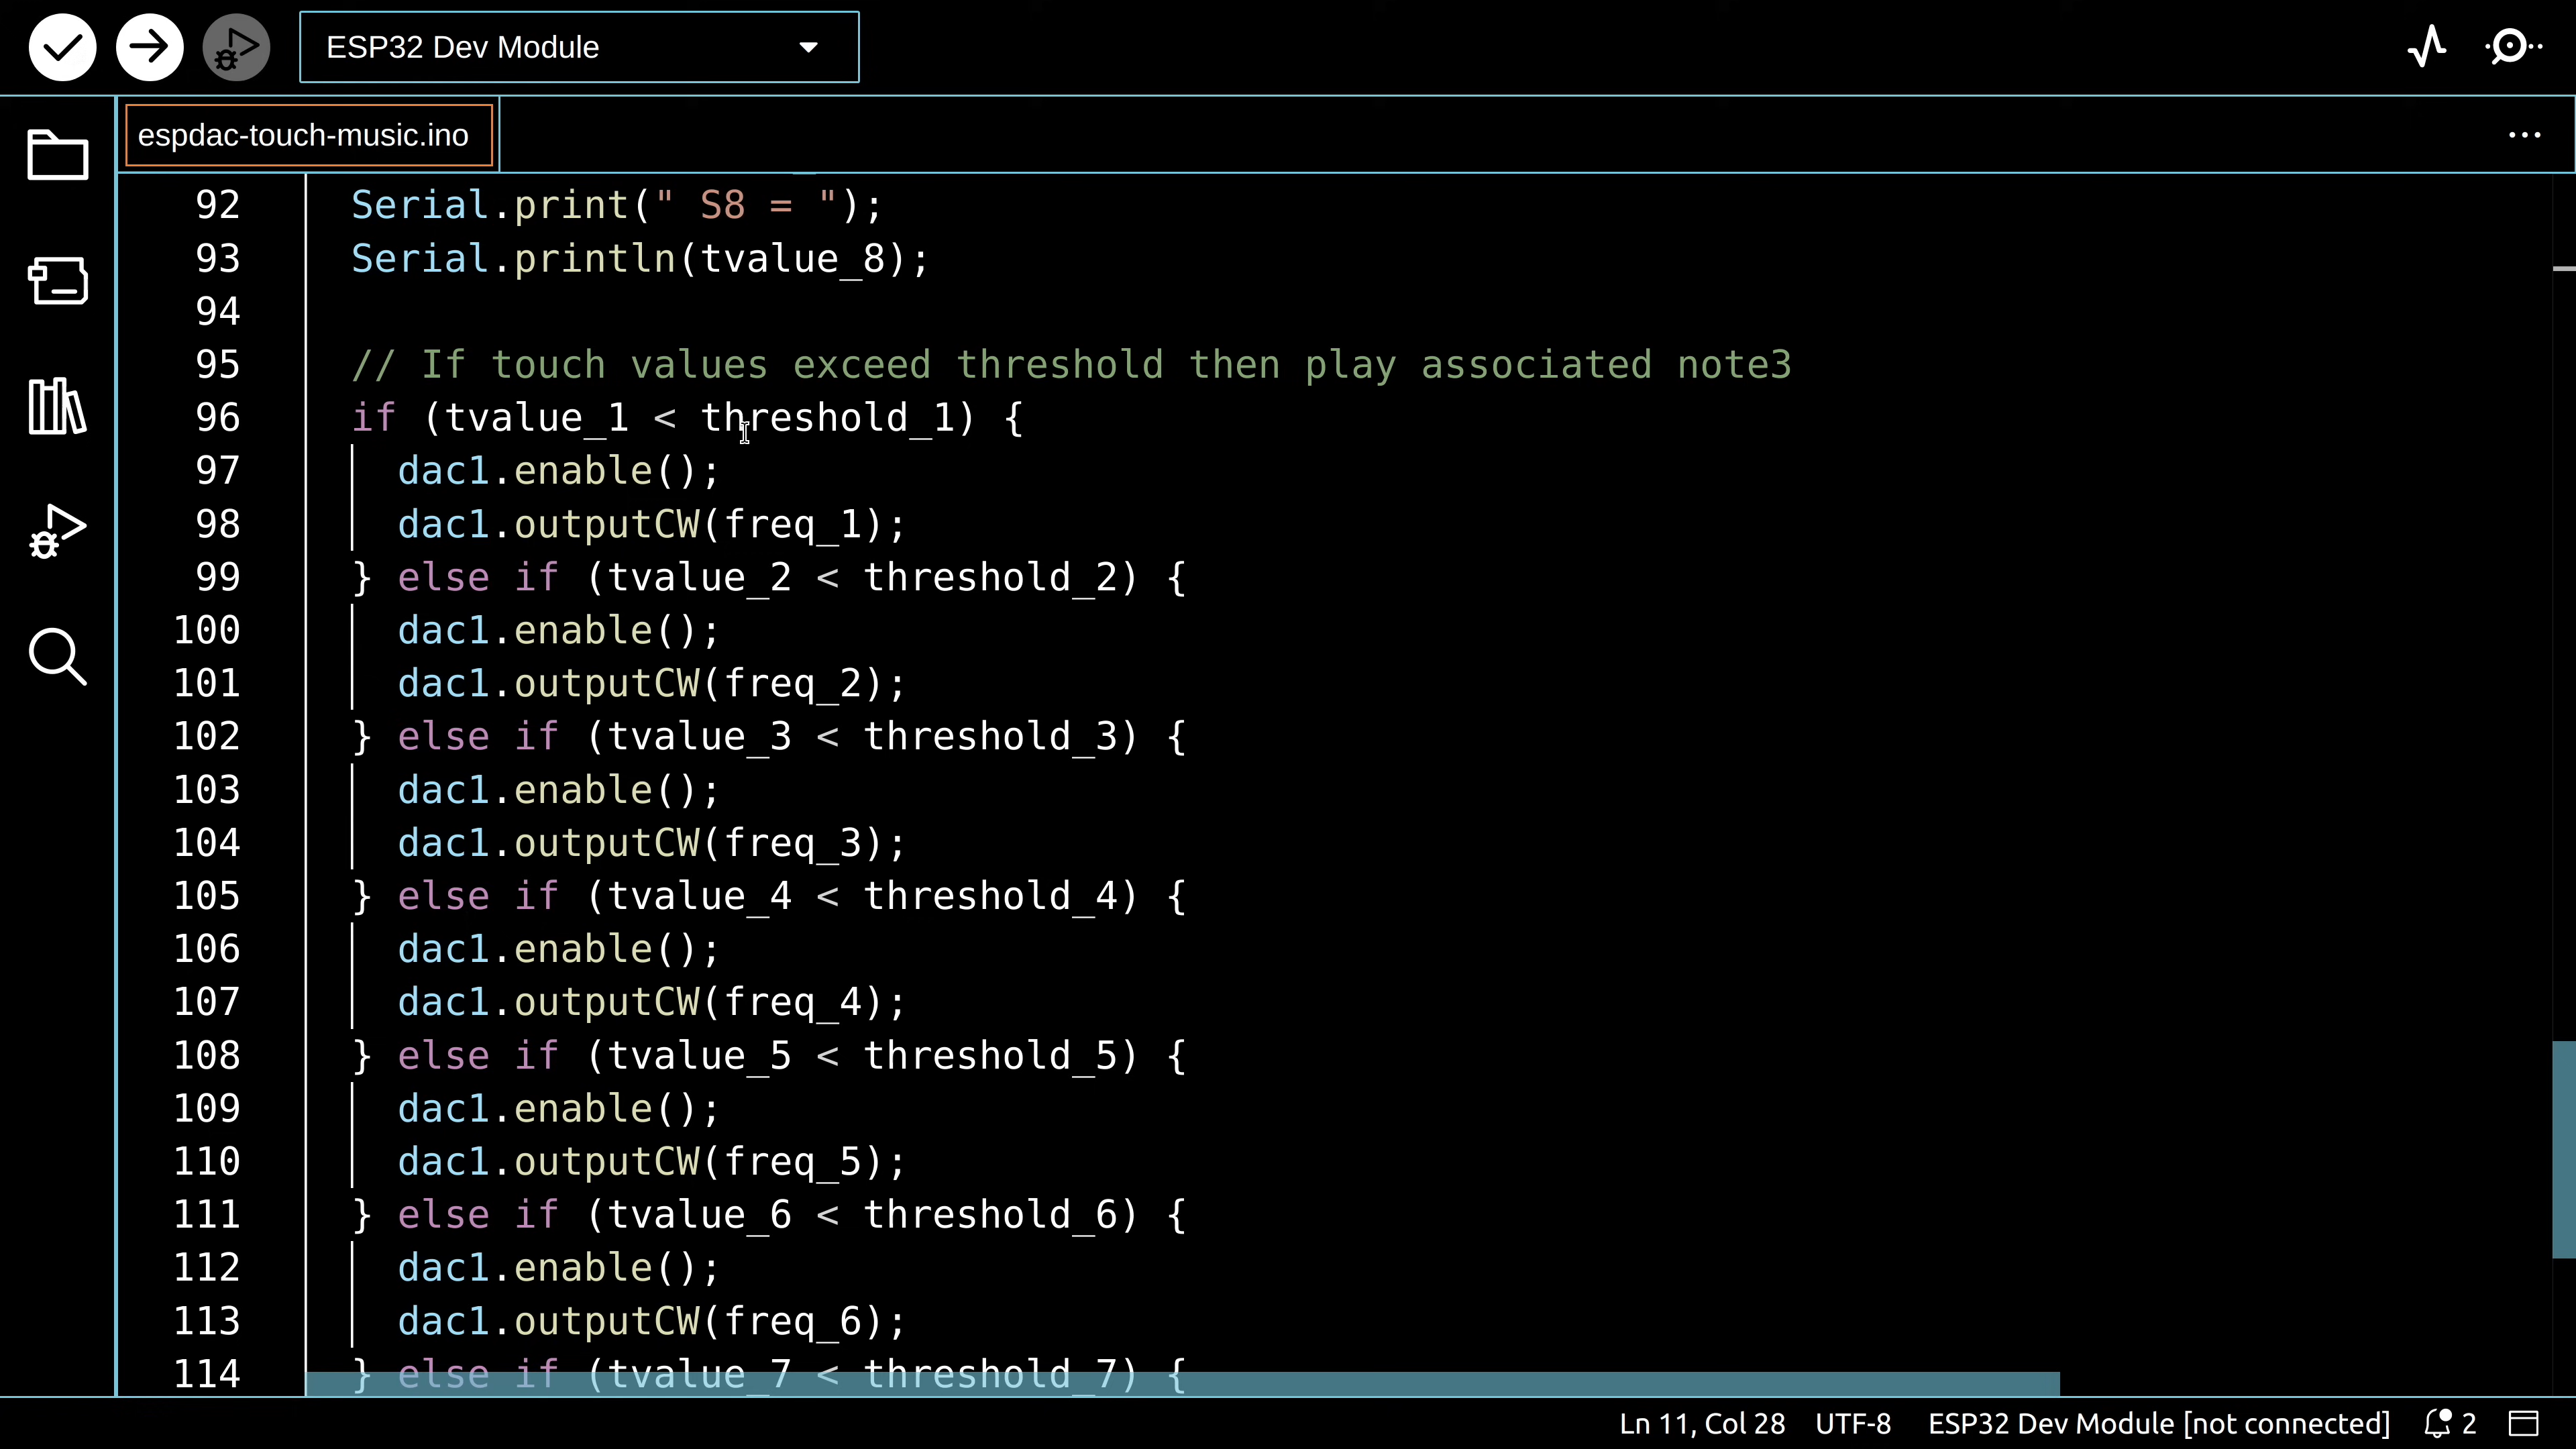 ESP32 Dev Module
espdac-touch-music.ino
92 Serial.print(" S8 = ");
93 Serial.println(tvalue_8);
94
95 // If touch values exceed threshold then play associated note3
96 if (tvalue_1 < threshold_1) {
97 dac1.enable();
98 dac1.outputCW(freq_1);
99 } else if (tvalue_2 < threshold_2) {
100 dac1.enable();
101 dac1.outputCW(freq_2);
102 } else if (tvalue_3 < threshold_3) {
103 dac1.enable();
104 dac1.outputCW(freq_3);
105 } else if (tvalue_4 < threshold_4) {
106 dac1.enable();
107 dac1.outputCW(freq_4);
108 } else if (tvalue_5 < threshold_5) {
109 dac1.enable();
110 dac1.outputCW(freq_5);
111 } else if (tvalue_6 < threshold_6) {
112 dac1.enable();
113 dac1.outputCW(freq_6);
114 } else if (tvalue_7 < threshold_7) {
Ln 11, Col 28 UTF-8 ESP32 Dev Module [not connected] 2